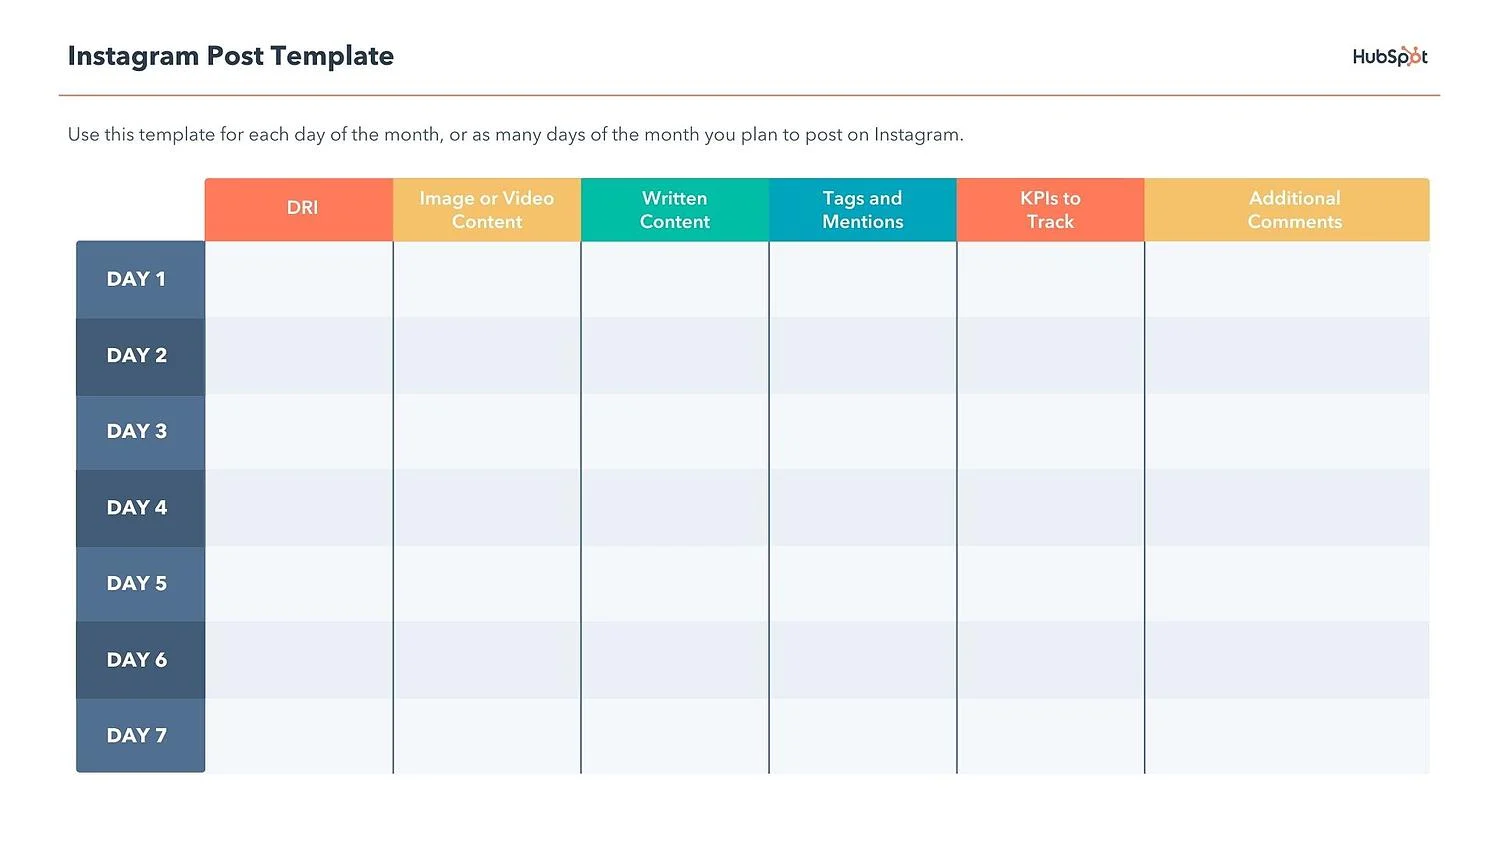 Instagram Post Template
HubSpot
Use this template for each day of the month, or as many days of the month you plan to post on Instagram.
DRI
Image or Video
Content
Written
Content
Tags and
Mentions
KPIs to
Track
Additional
Comments
DAY 1
DAY 2
DAY 3
DAY 4
DAY 5
DAY 6
DAY 7